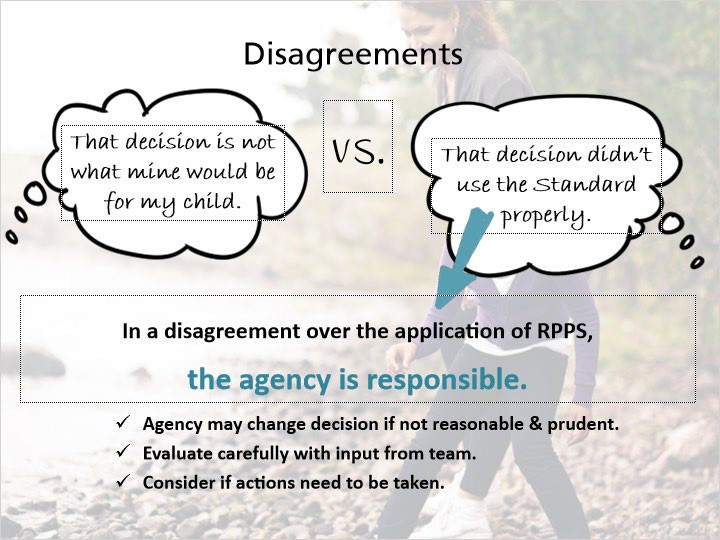 Disagreements
That decision is not
what mine would be
for my child.
vs.
That decision didn't
use the Standard
properly.
In a disagreement over the application of RPPS,
the agency is responsible.
✓ Agency may change decision if not reasonable & prudent.
✓ Evaluate carefully with input from team.
✓ Consider if actions need to be taken.